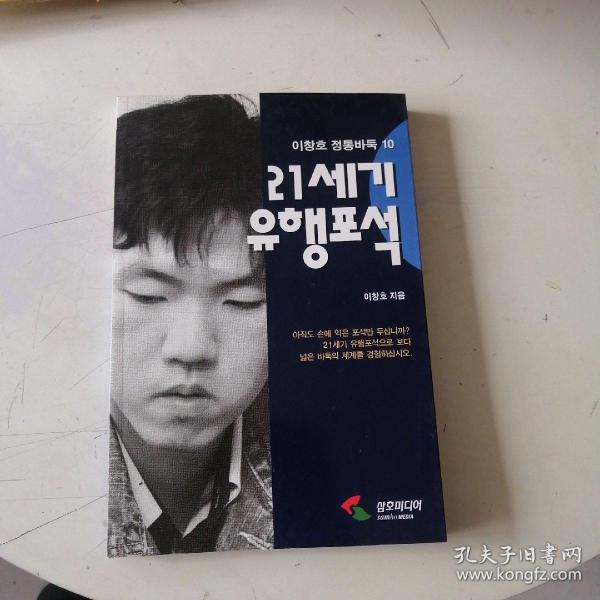 이창호 정통바둑 10
21세기
유행포석
이창호 지음
아직도 손에 익은 포석만 두십니까?
21세기 유행포석으로 보다
넓은 바둑의 세계를 경험하십시오.
삼호미디어
samho MEDIA
孔夫子旧书网
www.kongfz.com